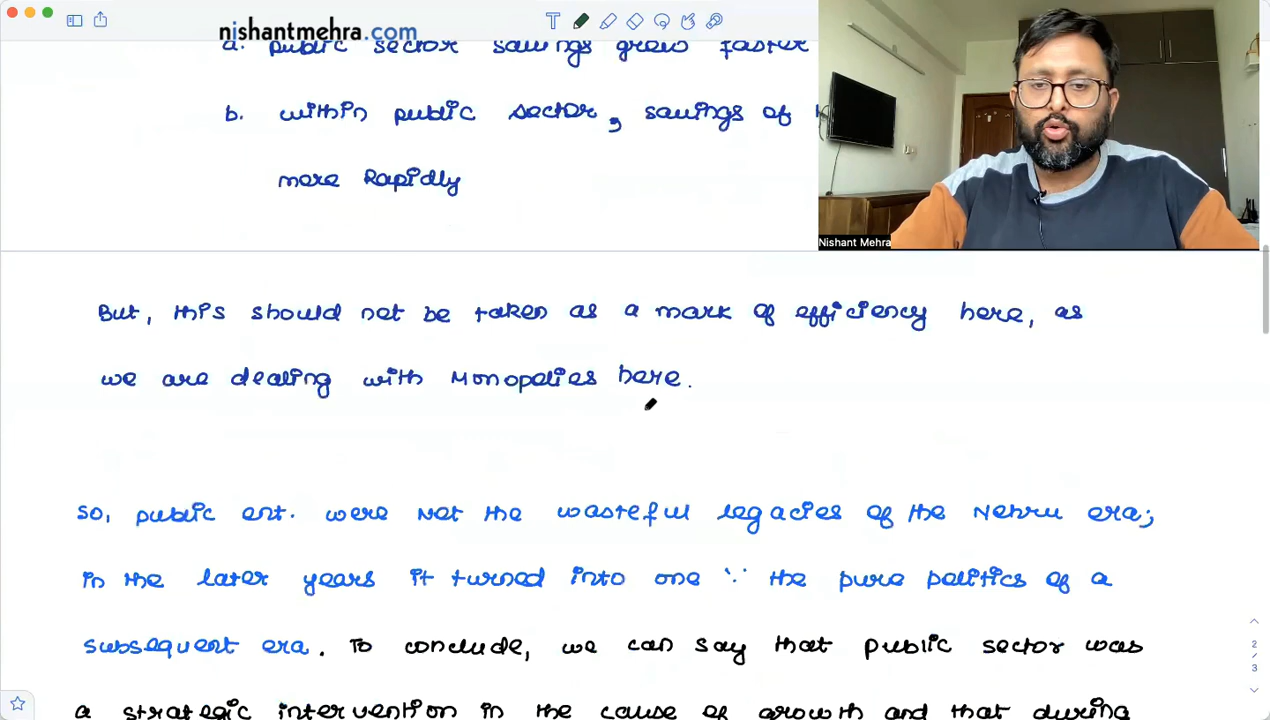 nishantmehra.com
a. public sector savings grew faster
b. within public sector, savings of
more Rapidly
Nishant Mehra
But, this should not be taken as a mark of efficiency here, as
we are dealing with Monopolies here.
So, public ent. were Not the wasteful legacies of the Nehru era;
in the later years it turned into one ∵ the pure politics of a
subsequent era. To conclude, we can say that public sector was
a strategic intervention in the cause of growth and that during
2
/
3